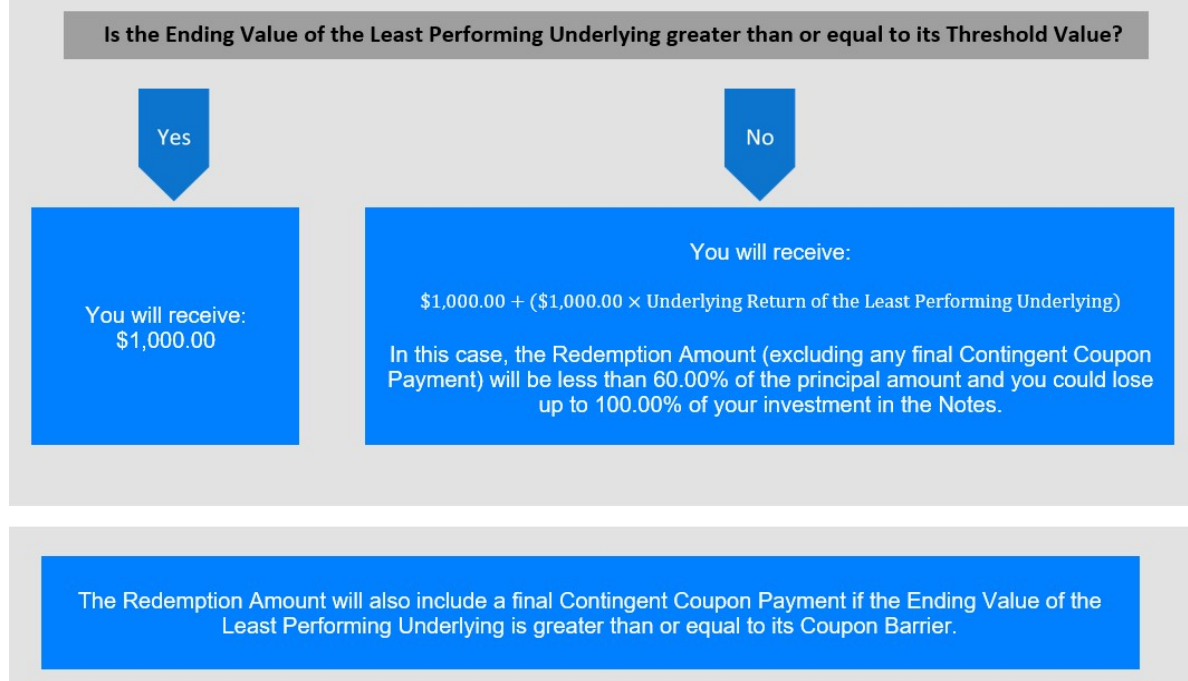 Is the Ending Value of the Least Performing Underlying greater than or equal to its Threshold Value?
Yes
No
You will receive:
$1,000.00
You will receive:
$1,000.00 + ($1,000.00 × Underlying Return of the Least Performing Underlying)
In this case, the Redemption Amount (excluding any final Contingent Coupon
Payment) will be less than 60.00% of the principal amount and you could lose
up to 100.00% of your investment in the Notes.
The Redemption Amount will also include a final Contingent Coupon Payment if the Ending Value of the
Least Performing Underlying is greater than or equal to its Coupon Barrier.